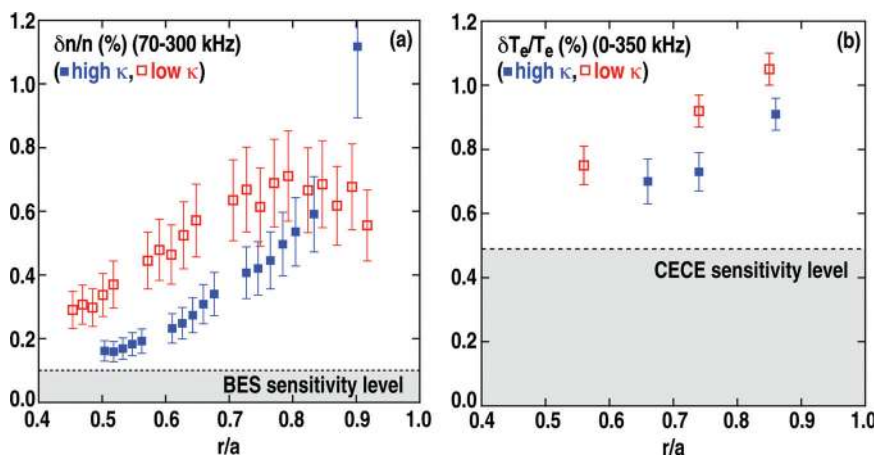 1.2
1.0
0.8
0.6
0.4
0.2
0.0
δn/n (%) (70-300 kHz)
(a)
(■high κ,□low κ)
BES sensitivity level
0.4 0.5 0.6 0.7 0.8 0.9 1.0
r/a
1.2
1.0
0.8
0.6
0.4
0.2
0.0
δTe/Te (%) (0-350 kHz)
(b)
(■high κ,□low κ)
CECE sensitivity level
0.4 0.5 0.6 0.7 0.8 0.9 1.0
r/a